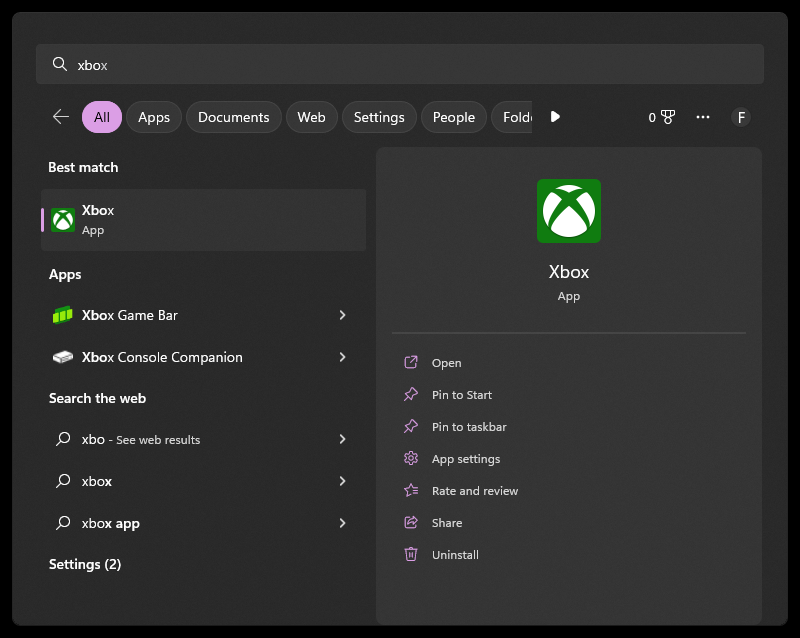 xbox
All Apps Documents Web Settings People Folde 0 F
Best match
Xbox
App
Apps
Xbox Game Bar
Xbox Console Companion
Search the web
xbo - See web results
xbox
xbox app
Settings (2)
Xbox
App
Open
Pin to Start
Pin to taskbar
App settings
Rate and review
Share
Uninstall